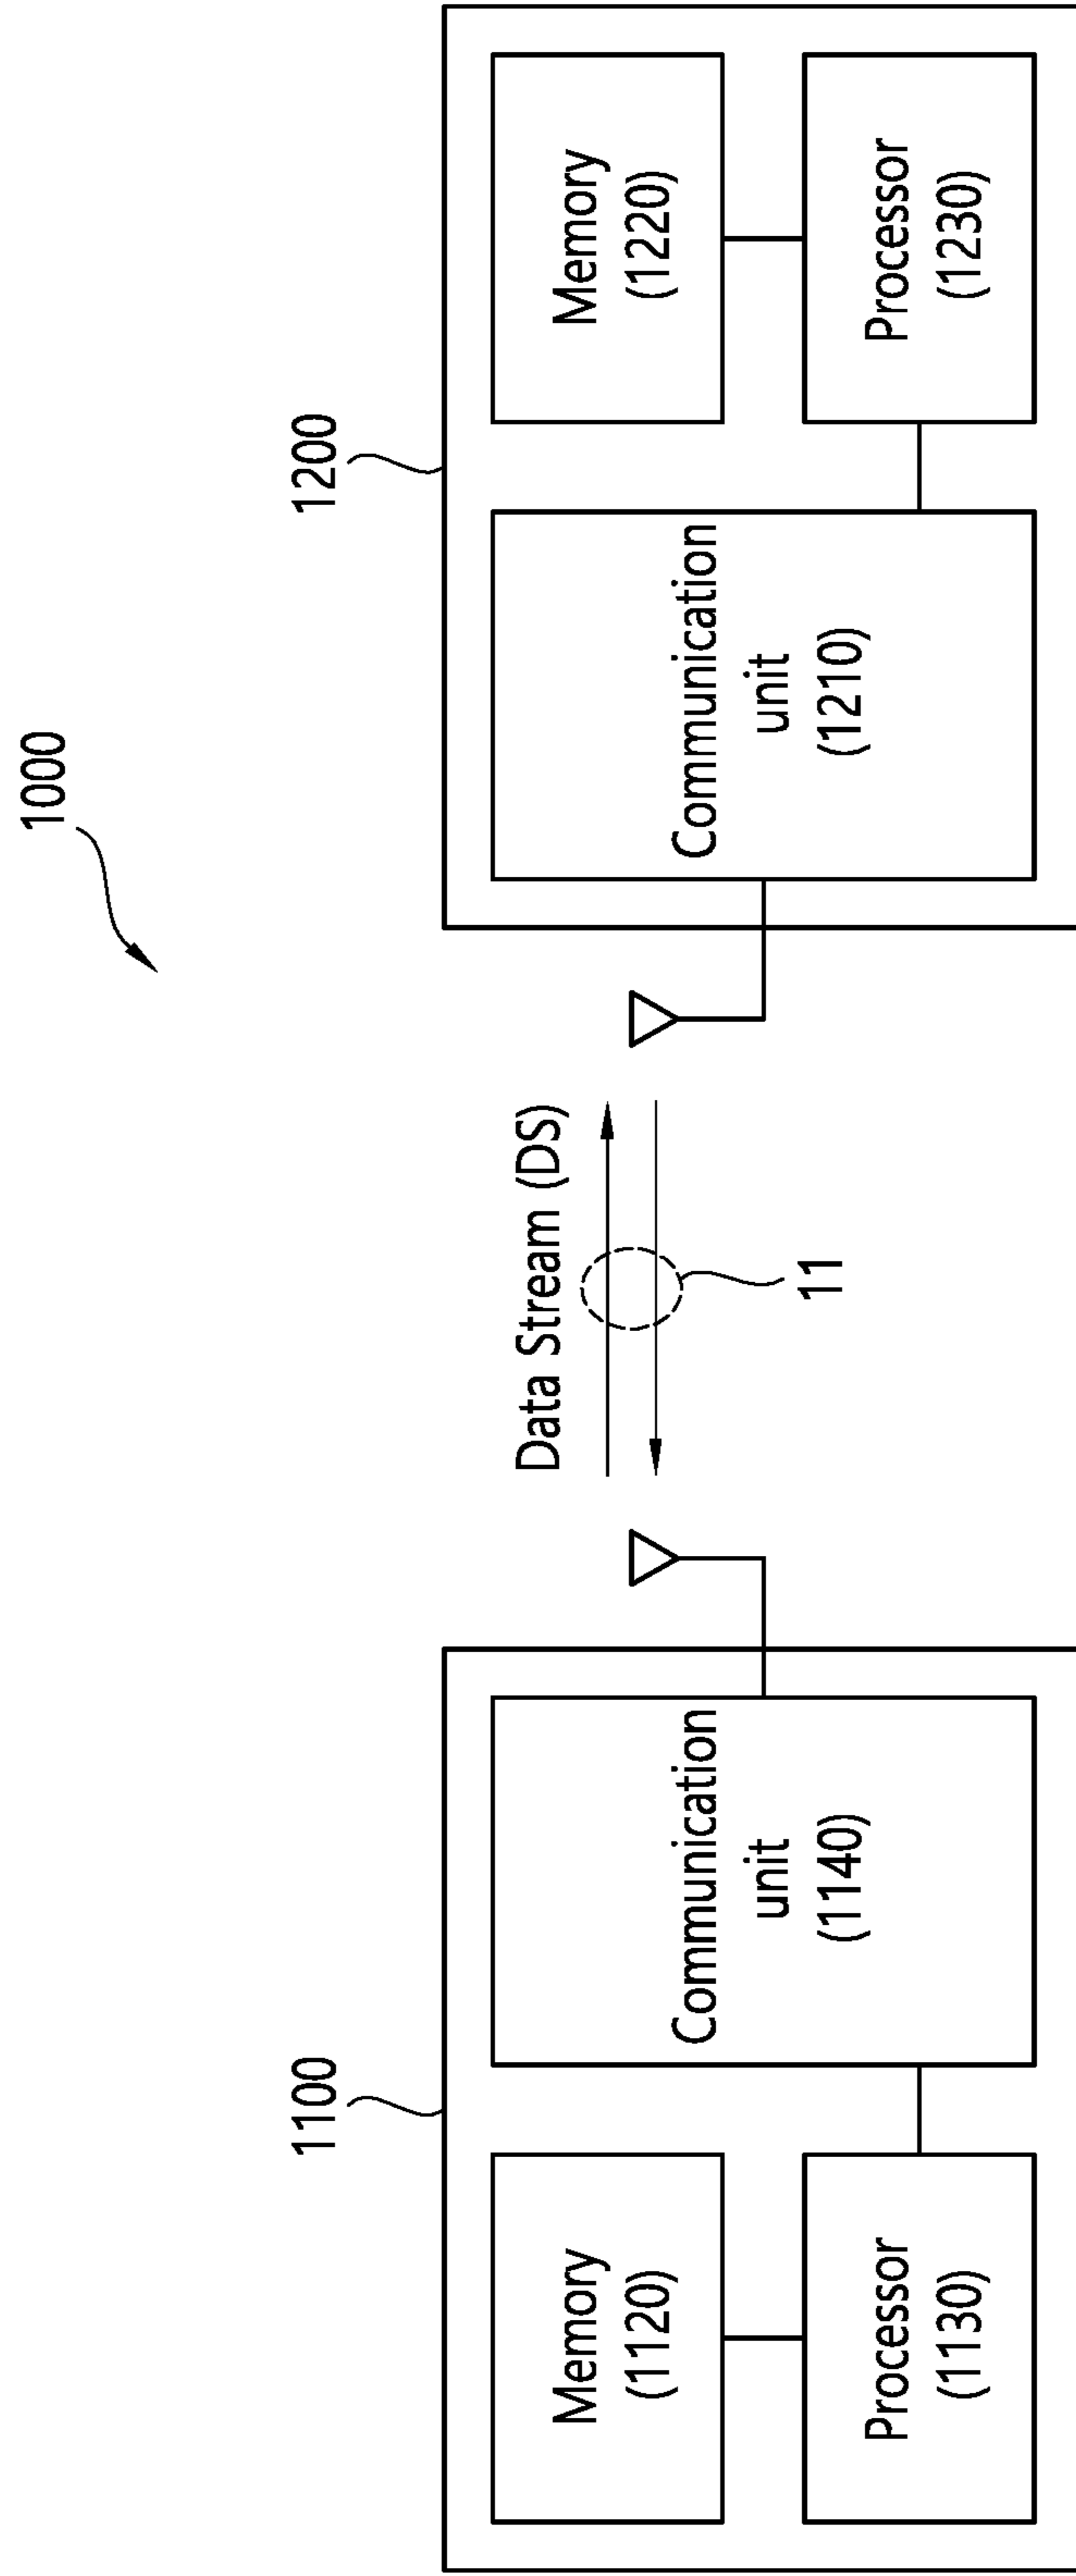 1000
1100
1200
Memory
(1120)
Processor
(1130)
Communication
unit
(1140)
Data Stream (DS)
11
Communication
unit
(1210)
Memory
(1220)
Processor
(1230)